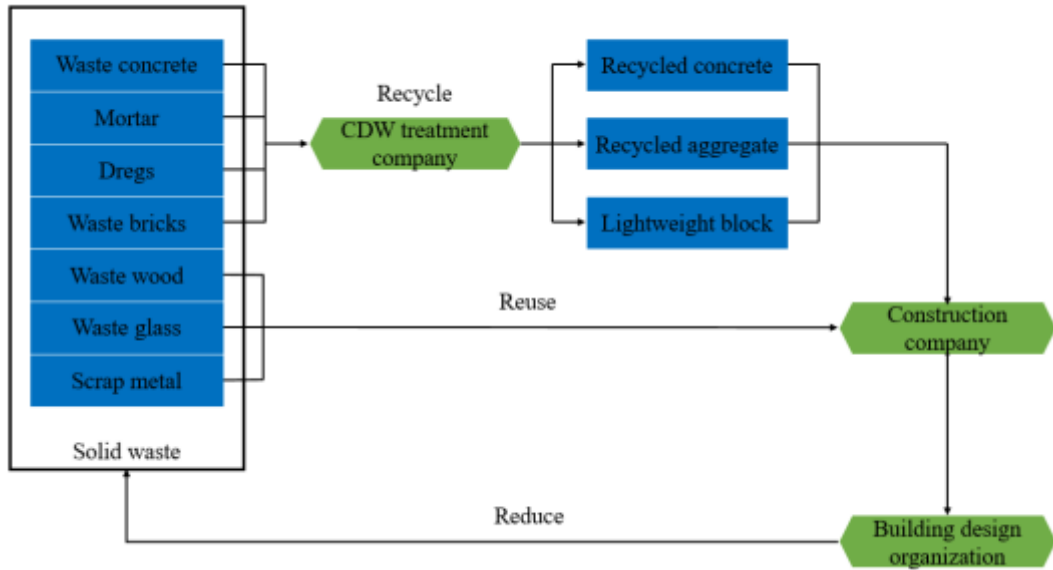 Waste concrete
Mortar
Dregs
Waste bricks
Waste wood
Waste glass
Scrap metal
Solid waste
Recycle
CDW treatment
company
Recycled concrete
Recycled aggregate
Lightweight block
Reuse
Construction
company
Reduce
Building design
organization